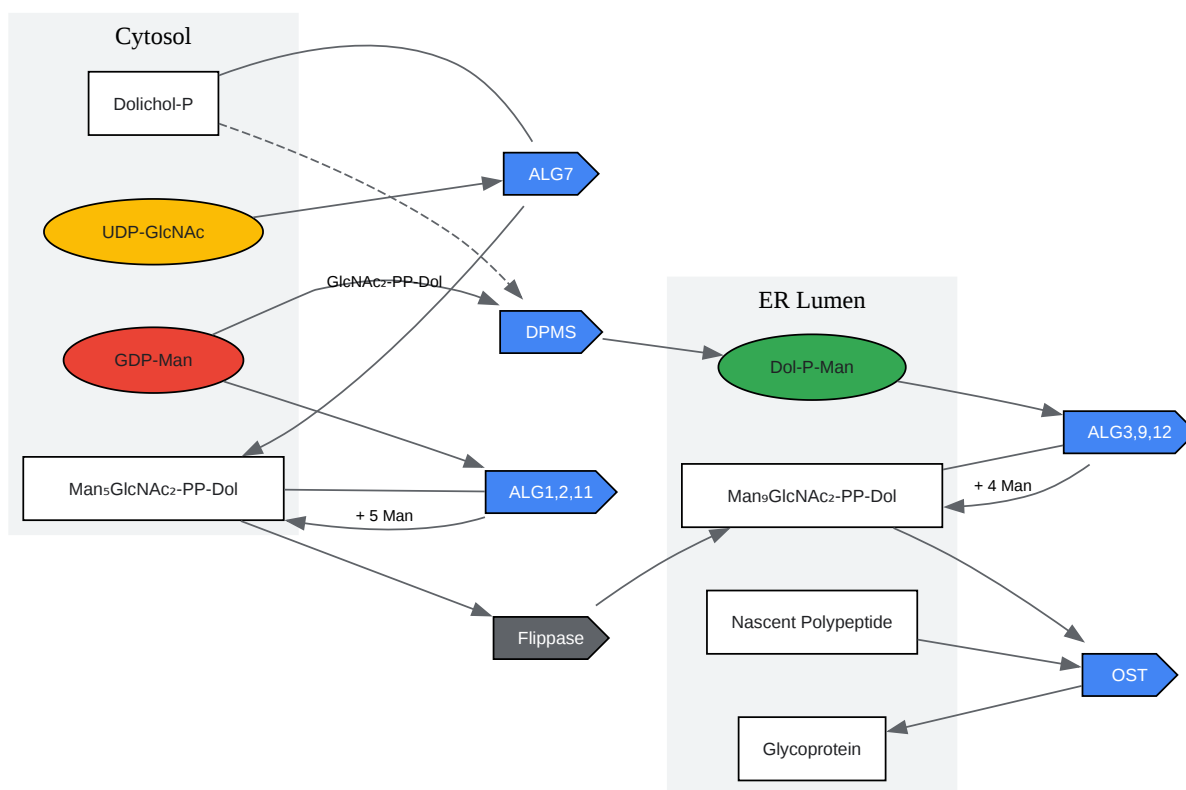 Cytosol
Dolichol-P
ALG7
UDP-GlcNAc
GlcNAc₂-PP-Dol
ER Lumen
DPMS
GDP-Man
Dol-P-Man
ALG3,9,12
Man₅GlcNAc₂-PP-Dol
ALG1,2,11
+ 4 Man
Man₉GlcNAc₂-PP-Dol
+ 5 Man
Nascent Polypeptide
Flippase
OST
Glycoprotein